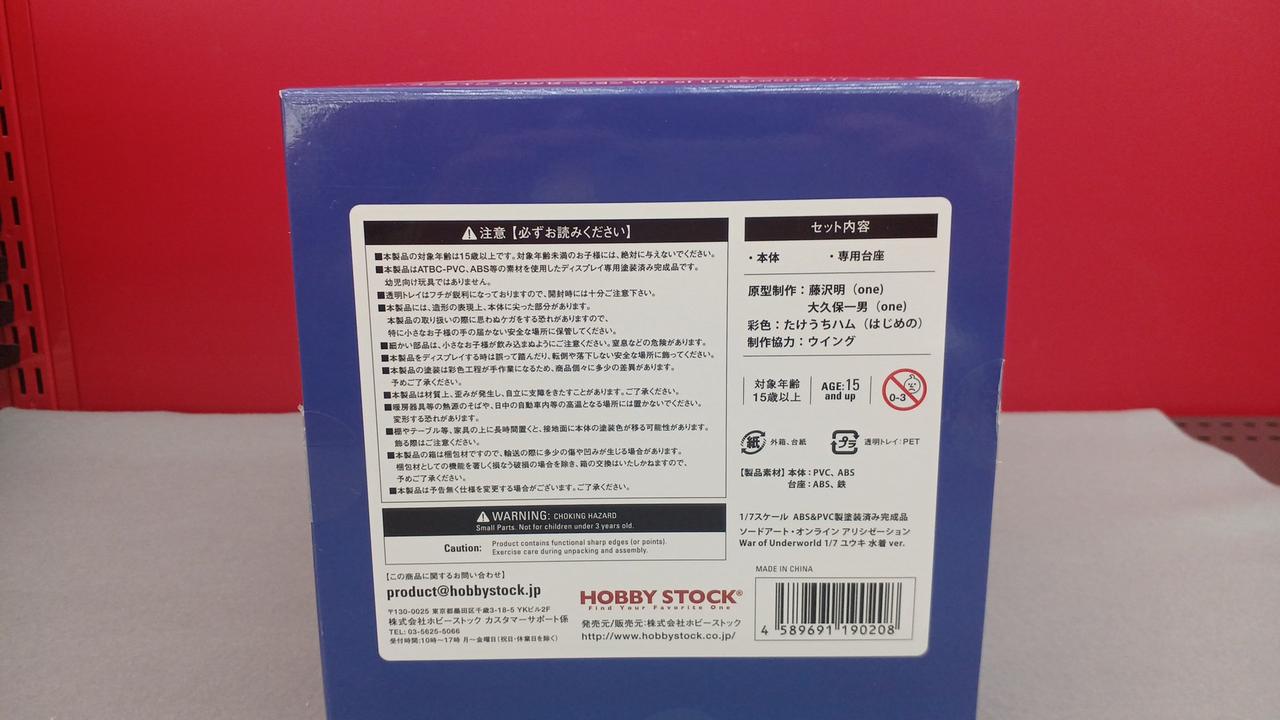 War of Underworld 1/7
注意【必ずお読みください】
■本製品の対象年齢は15歳以上です。対象年齢未満のお子様には、絶対に与えないでください。
■本製品はATBC-PVC、ABS等の素材を使用したディスプレイ専用塗装済み完成品です。
幼児向け玩具ではありません。
■透明トレイはフチが鋭利になっておりますので、開封時には十分ご注意下さい。
■本製品には、造形の表現上、本体に尖った部分があります。
本製品の取り扱いの際に思わぬケガをする恐れがありますので、
特に小さなお子様の手の届かない安全な場所に保管してください。
■細かい部品は、小さなお子様が飲み込まぬようにご注意ください。窒息などの危険があります。
■本製品をディスプレイする時は誤って踏んだり、転倒や落下しない安全な場所に飾ってください。
■本製品の塗装は彩色工程が手作業になるため、商品個々に多少の差異があります。
予めご了承ください。
■本製品は材質上、歪みが発生し、自立に支障をきたすことがあります。ご了承ください。
■暖房器具等の熱源のそばや、日中の自動車内等の高温となる場所には置かないでください。
変形する恐れがあります。
■棚やテーブル等、家具の上に長時間置くと、接地面に本体の塗装色が移る可能性があります。
飾る際はご注意ください。
■本製品の箱は梱包材ですので、輸送の際に多少の傷や凹みが生じる場合があります。
梱包材としての機能を著しく損なう破損の場合を除き、箱の交換はいたしかねますので、
予めご了承ください。
■本製品は予告無く仕様を変更する場合がございます。ご了承ください。
WARNING: CHOKING HAZARD
Small Parts. Not for children under 3 years old.
Caution: Product contains functional sharp edges (or points).
Exercise care during unpacking and assembly.
【この商品に関するお問い合わせ】
product@hobbystock.jp
〒130-0025 東京都墨田区千歳3-18-5 YKビル2F
株式会社ホビーストック カスタマーサポート係
TEL: 03-5625-5066
受付時間:10時～17時 月～金曜日(祝日・休業日を除く)
HOBBY STOCK®
Find Your Favorite One
発売元/販売元:株式会社ホビーストック
http://www.hobbystock.co.jp/
セット内容
・本体 ・専用台座
原型制作：藤沢明（one）
大久保一男（one）
彩色：たけうちハム（はじめの）
制作協力：ウイング
対象年齢
15歳以上
AGE:15
and up
0-3
紙 外箱、台紙
プラ 透明トレイ:PET
【製品素材】本体：PVC、ABS
台座：ABS、鉄
1/7スケール ABS&PVC製塗装済み完成品
ソードアート・オンライン アリシゼーション
War of Underworld 1/7 ユウキ 水着 ver.
MADE IN CHINA
4 589691 190208